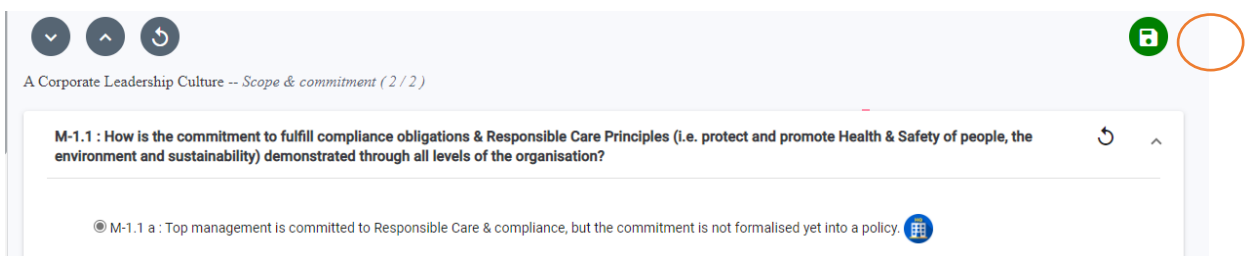 A Corporate Leadership Culture -- Scope & commitment ( 2 / 2 )
M-1.1 : How is the commitment to fulfill compliance obligations & Responsible Care Principles (i.e. protect and promote Health & Safety of people, the
environment and sustainability) demonstrated through all levels of the organisation?
M-1.1 a : Top management is committed to Responsible Care & compliance, but the commitment is not formalised yet into a policy.